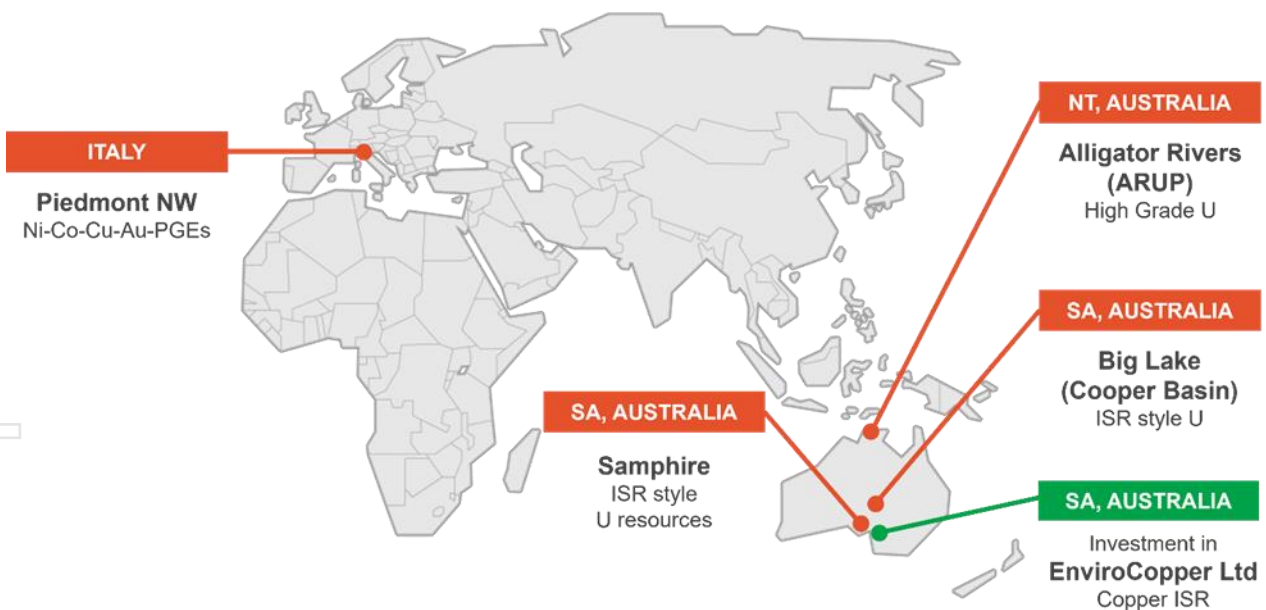 ITALY
Piedmont NW
Ni-Co-Cu-Au-PGEs
NT, AUSTRALIA
Alligator Rivers
(ARUP)
High Grade U
SA, AUSTRALIA
Big Lake
(Cooper Basin)
ISR style U
SA, AUSTRALIA
Samphire
ISR style
U resources
SA, AUSTRALIA
Investment in
EnviroCopper Ltd
Copper ISR